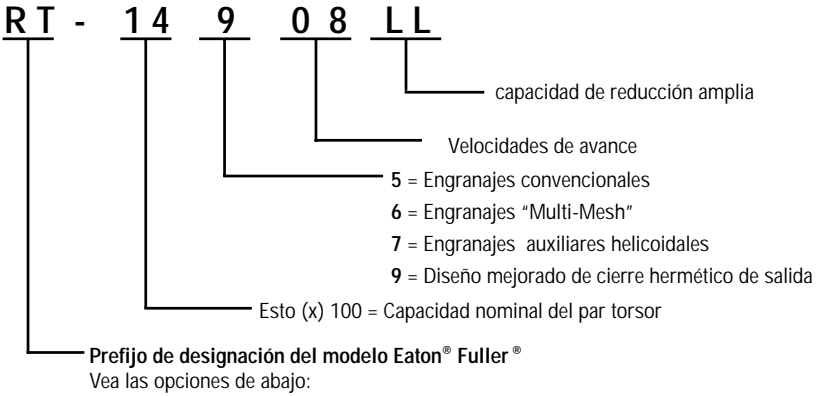 RT - 14 9 08 LL
capacidad de reducción amplia
Velocidades de avance
5 = Engranajes convencionales
6 = Engranajes “Multi-Mesh”
7 = Engranajes auxiliares helicoidales
9 = Diseño mejorado de cierre hermético de salida
Esto (x) 100 = Capacidad nominal del par torsor
Prefijo de designación del modelo Eaton® Fuller ®
Vea las opciones de abajo: